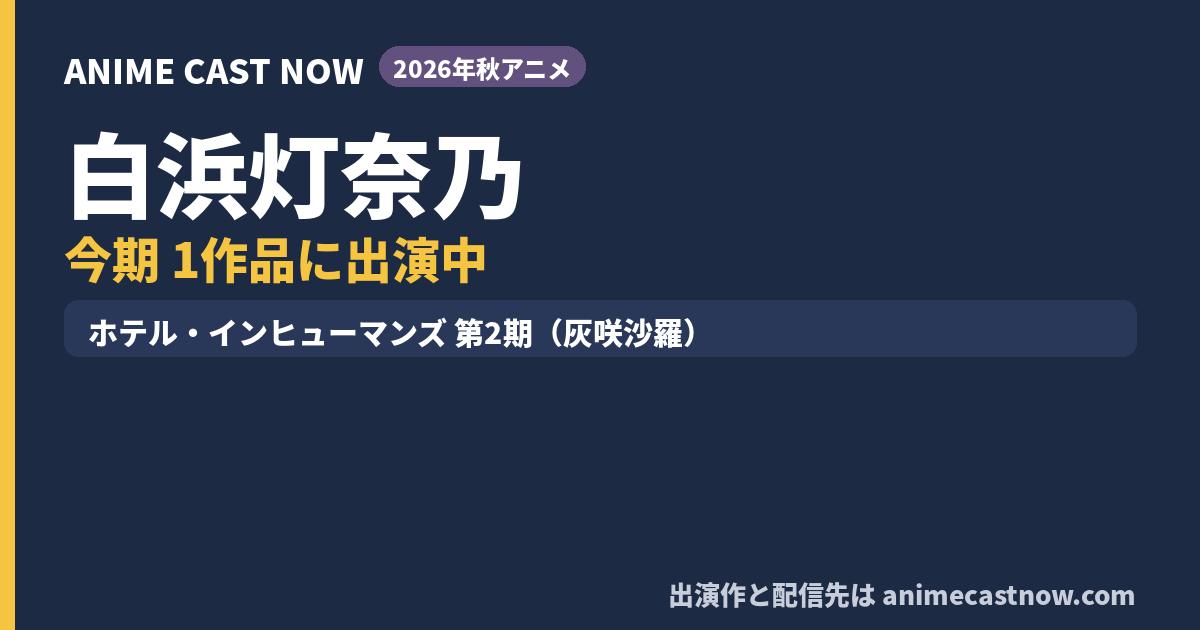 ANIME CAST NOW 2026年秋アニメ
白浜灯奈乃
今期 1作品に出演中
ホテル・インヒューマンズ 第2期（灰咲沙羅）
出演作と配信先は animecastnow.com